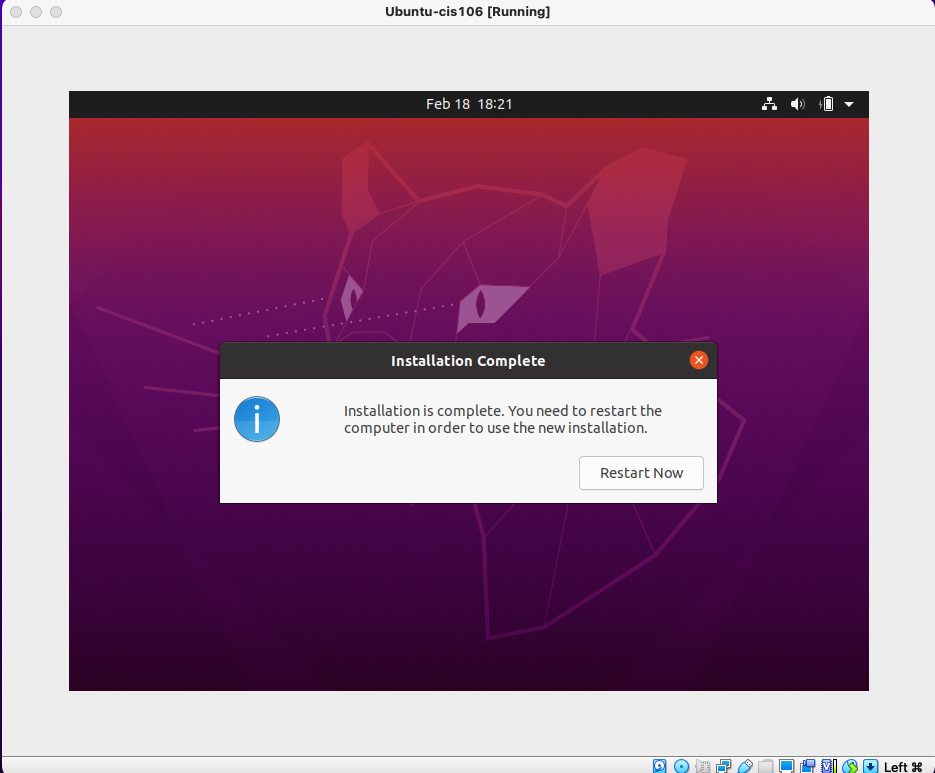 Ubuntu-cis106 [Running]
Feb 18 18:21
Installation Complete
Installation is complete. You need to restart the
computer in order to use the new installation.
Restart Now
Left ⌘